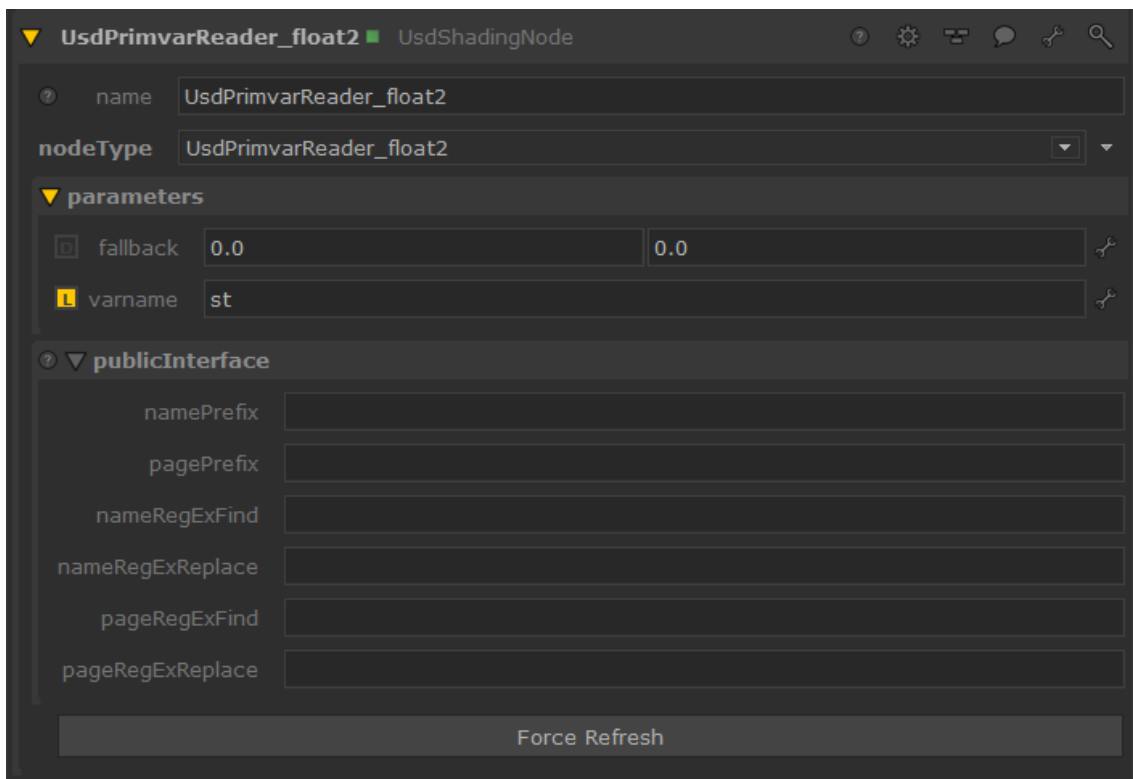 UsdPrimvarReader_float2 UsdShadingNode
name UsdPrimvarReader_float2
nodeType UsdPrimvarReader_float2
parameters
D fallback 0.0 0.0
L varname st
publicInterface
namePrefix
pagePrefix
nameRegExFind
nameRegExReplace
pageRegExFind
pageRegExReplace
Force Refresh